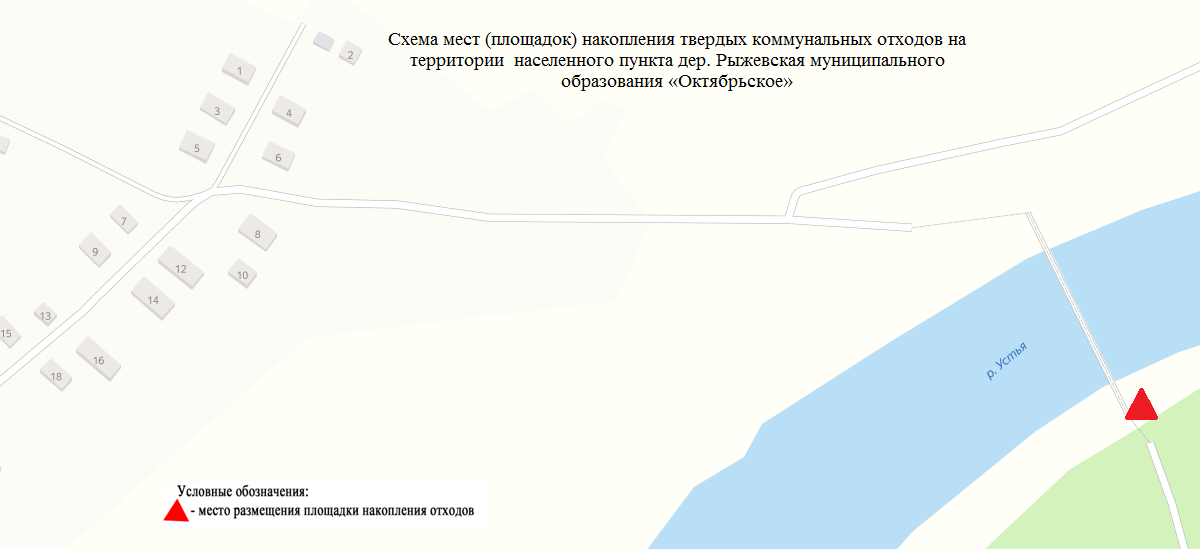 Схема мест (площадок) накопления твердых коммунальных отходов на
территории населенного пункта дер. Рыжевская муниципального
образования «Октябрьское»
2
1
3
4
5
6
7
8
9
12
10
14
13
15
16
18
р. Устья
Условные обозначения:
- место размещения площадки накопления отходов